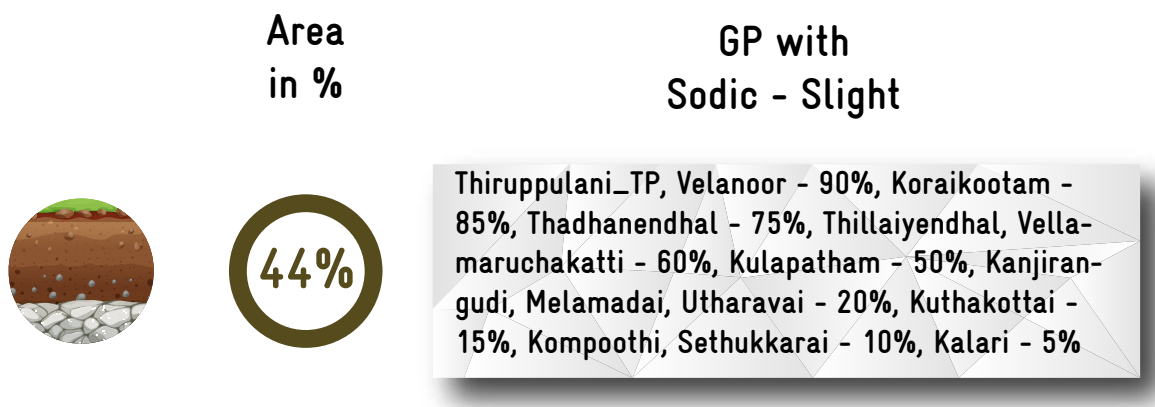 Area
in %
GP with
Sodic - Slight
44%
Thiruppulani_TP, Velanoor - 90%, Koraikootam -
85%, Thadhanendhal - 75%, Thillaiyendhal, Vella-
maruchakatti - 60%, Kulapatham - 50%, Kanjiran-
gudi, Melamadai, Utharavai - 20%, Kuthakottai -
15%, Kompoothi, Sethukkarai - 10%, Kalari - 5%